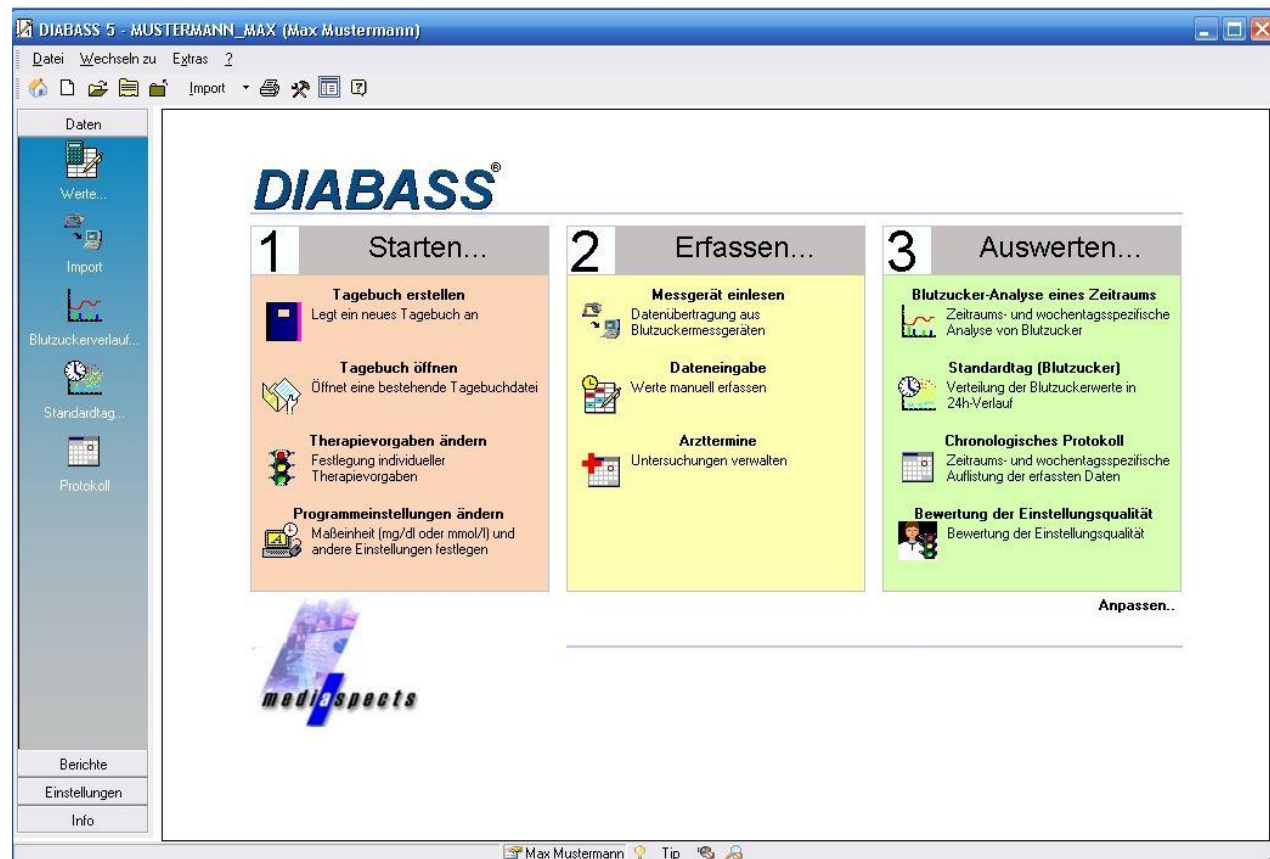 DIABASS 5 - MUSTERMANN_MAX (Max Mustermann)
Datei Wechseln zu Extras ?
Import
Daten
Werte...
Import
Blutzuckerverlauf...
Standardtag...
Protokoll
Berichte
Einstellungen
Info
DIABASS®
1 Starten...
Tagebuch erstellen
Legt ein neues Tagebuch an
Tagebuch öffnen
Öffnet eine bestehende Tagebuchdatei
Therapievorgaben ändern
Festlegung individueller
Therapievorgaben
Programmeinstellungen ändern
Maßeinheit (mg/dl oder mmol/l) und
andere Einstellungen festlegen
2 Erfassen...
Messgerät einlesen
Datenübertragung aus
Blutzuckermessgeräten
Dateneingabe
Werte manuell erfassen
Arzttermine
Untersuchungen verwalten
3 Auswerten...
Blutzucker-Analyse eines Zeitraums
Zeitraums- und wochentagsspezifische
Analyse von Blutzucker
Standardtag (Blutzucker)
Verteilung der Blutzuckerwerte in
24h-Verlauf
Chronologisches Protokoll
Zeitraums- und wochentagsspezifische
Auflistung der erfassten Daten
Bewertung der Einstellungsqualität
Bewertung der Einstellungsqualität
Anpassen..
mediaspects
Max Mustermann Tip